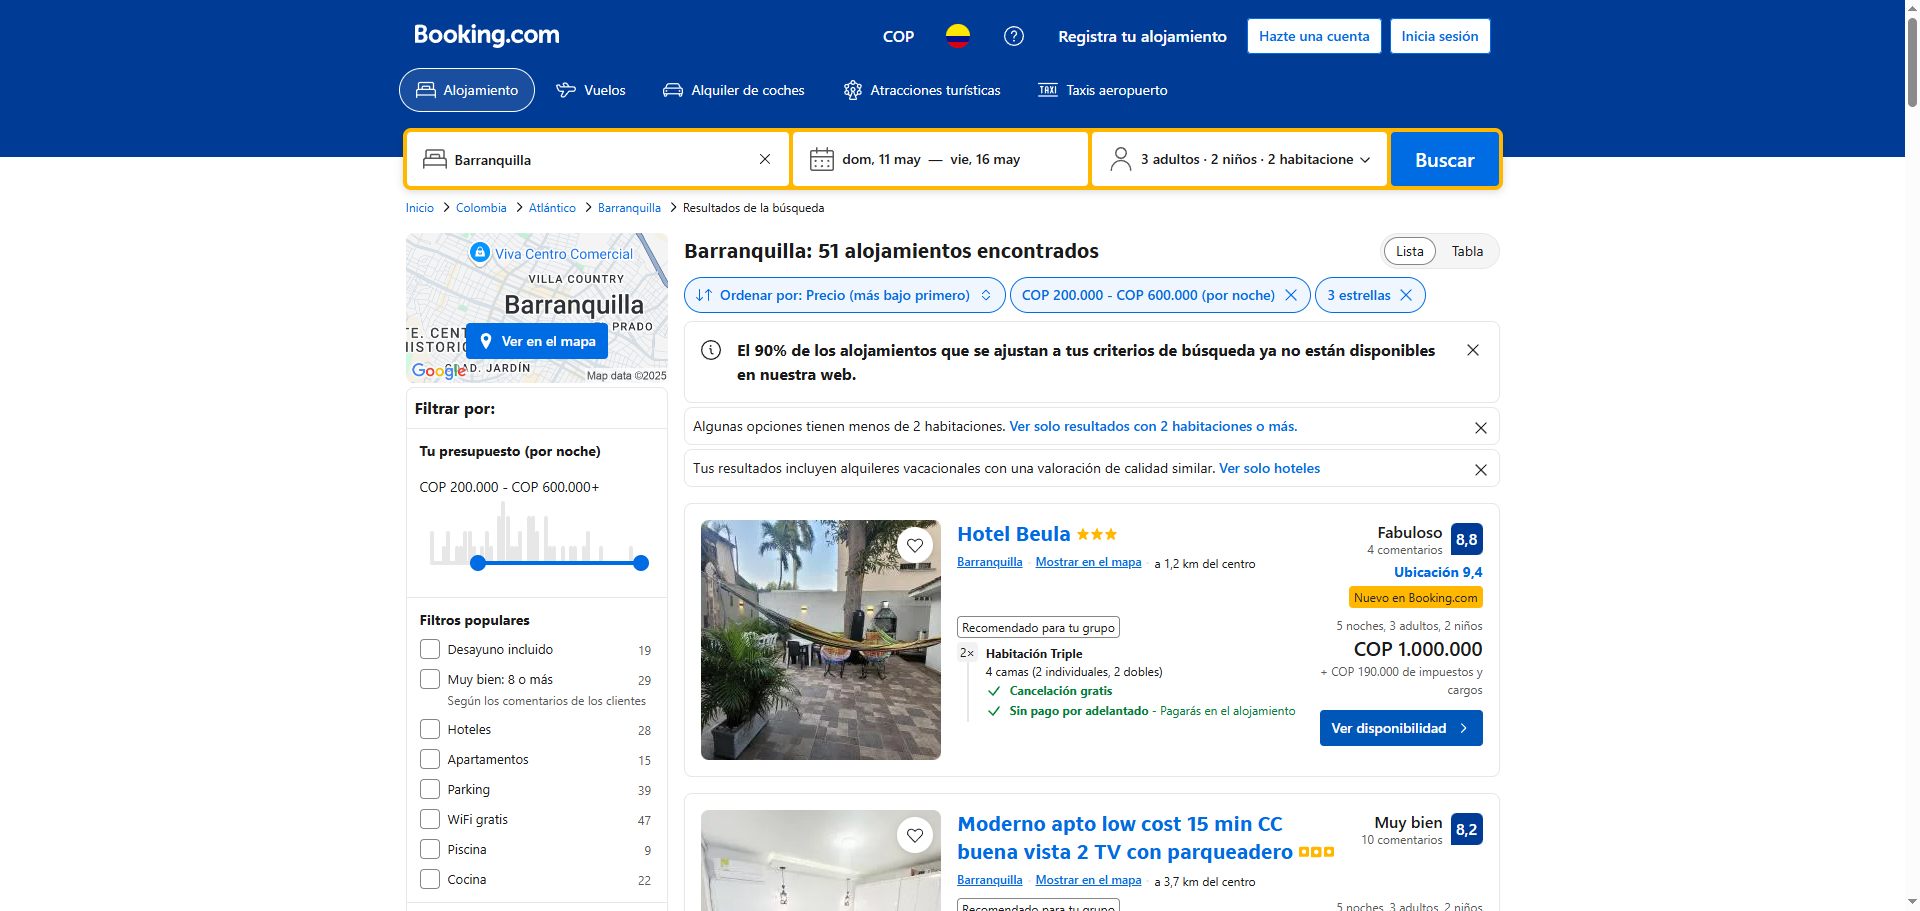 Booking.com
COP
Registra tu alojamiento
Hazte una cuenta
Inicia sesión
Alojamiento
Vuelos
Alquiler de coches
Atracciones turísticas
TAXI
Taxis aeropuerto
Barranquilla
dom, 11 may — vie, 16 may
3 adultos · 2 niños · 2 habitacione
Buscar
Inicio
Colombia
Atlántico
Barranquilla
Resultados de la búsqueda
Viva Centro Comercial
VILLA COUNTRY
Barranquilla
EL PRADO
TE. CENT
HISTORIC
Ver en el mapa
Google
DAD. JARDÍN
Map data ©2025
Filtrar por:
Tu presupuesto (por noche)
COP 200.000 - COP 600.000+
Filtros populares
Desayuno incluido 19
Muy bien: 8 o más 29
Según los comentarios de los clientes
Hoteles 28
Apartamentos 15
Parking 39
WiFi gratis 47
Piscina 9
Cocina 22
Barranquilla: 51 alojamientos encontrados
Lista
Tabla
Ordenar por: Precio (más bajo primero)
COP 200.000 - COP 600.000 (por noche)
3 estrellas
El 90% de los alojamientos que se ajustan a tus criterios de búsqueda ya no están disponibles
en nuestra web.
Algunas opciones tienen menos de 2 habitaciones. Ver solo resultados con 2 habitaciones o más.
Tus resultados incluyen alquileres vacacionales con una valoración de calidad similar. Ver solo hoteles
Hotel Beula
Barranquilla · Mostrar en el mapa · a 1,2 km del centro
Recomendado para tu grupo
2× Habitación Triple
4 camas (2 individuales, 2 dobles)
Cancelación gratis
Sin pago por adelantado - Pagarás en el alojamiento
Fabuloso
4 comentarios
8,8
Ubicación 9,4
Nuevo en Booking.com
5 noches, 3 adultos, 2 niños
COP 1.000.000
+ COP 190.000 de impuestos y
cargos
Ver disponibilidad
Moderno apto low cost 15 min CC
buena vista 2 TV con parqueadero
Barranquilla · Mostrar en el mapa · a 3,7 km del centro
Recomendado para tu grupo
Muy bien
10 comentarios
8,2
5 noches, 3 adultos, 2 niños